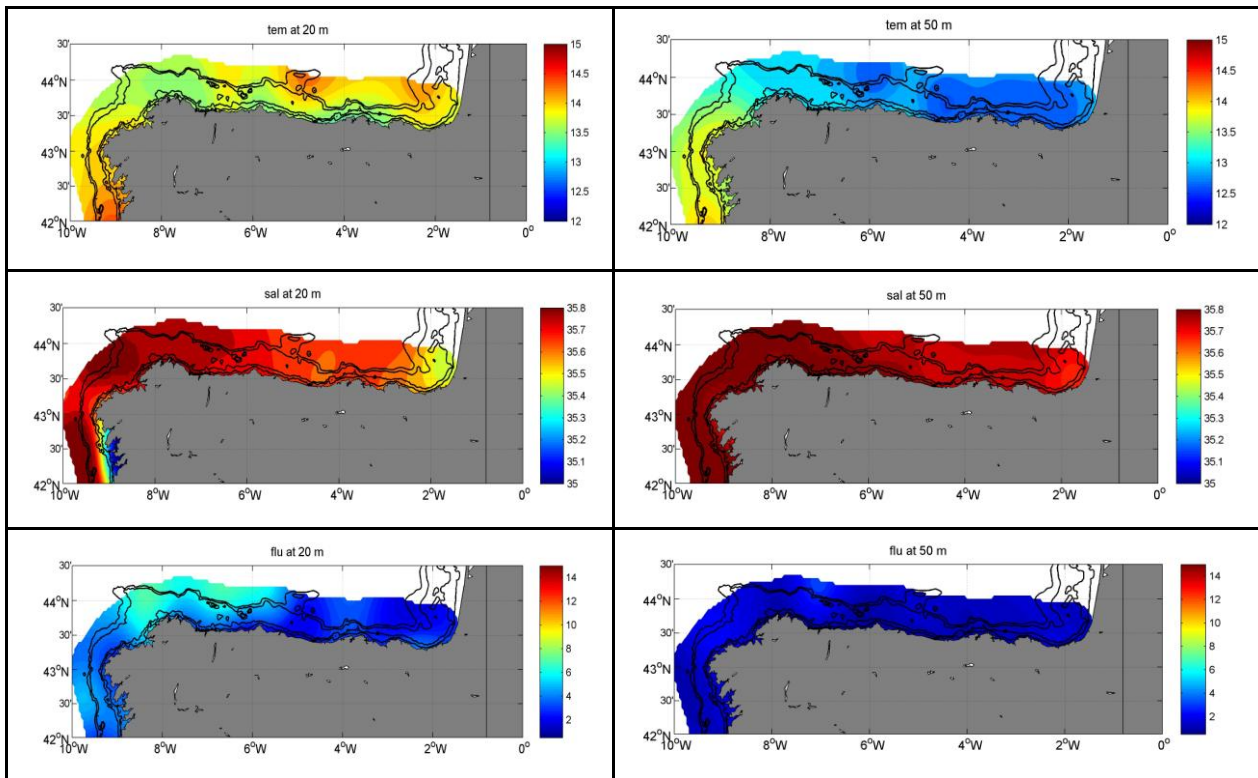 tem at 20 m
30'
44°N
30'
43°N
30'
42°N
10°W 8°W 6°W 4°W 2°W 0°
15
14.5
14
13.5
13
12.5
12
tem at 50 m
30'
44°N
30'
43°N
30'
42°N
10°W 8°W 6°W 4°W 2°W 0°
15
14.5
14
13.5
13
12.5
12
sal at 20 m
30'
44°N
30'
43°N
30'
42°N
10°W 8°W 6°W 4°W 2°W 0°
35.8
35.7
35.6
35.5
35.4
35.3
35.2
35.1
35
sal at 50 m
30'
44°N
30'
43°N
30'
42°N
10°W 8°W 6°W 4°W 2°W 0°
35.8
35.7
35.6
35.5
35.4
35.3
35.2
35.1
35
flu at 20 m
30'
44°N
30'
43°N
30'
42°N
10°W 8°W 6°W 4°W 2°W 0°
14
12
10
8
6
4
2
flu at 50 m
30'
44°N
30'
43°N
30'
42°N
10°W 8°W 6°W 4°W 2°W 0°
14
12
10
8
6
4
2